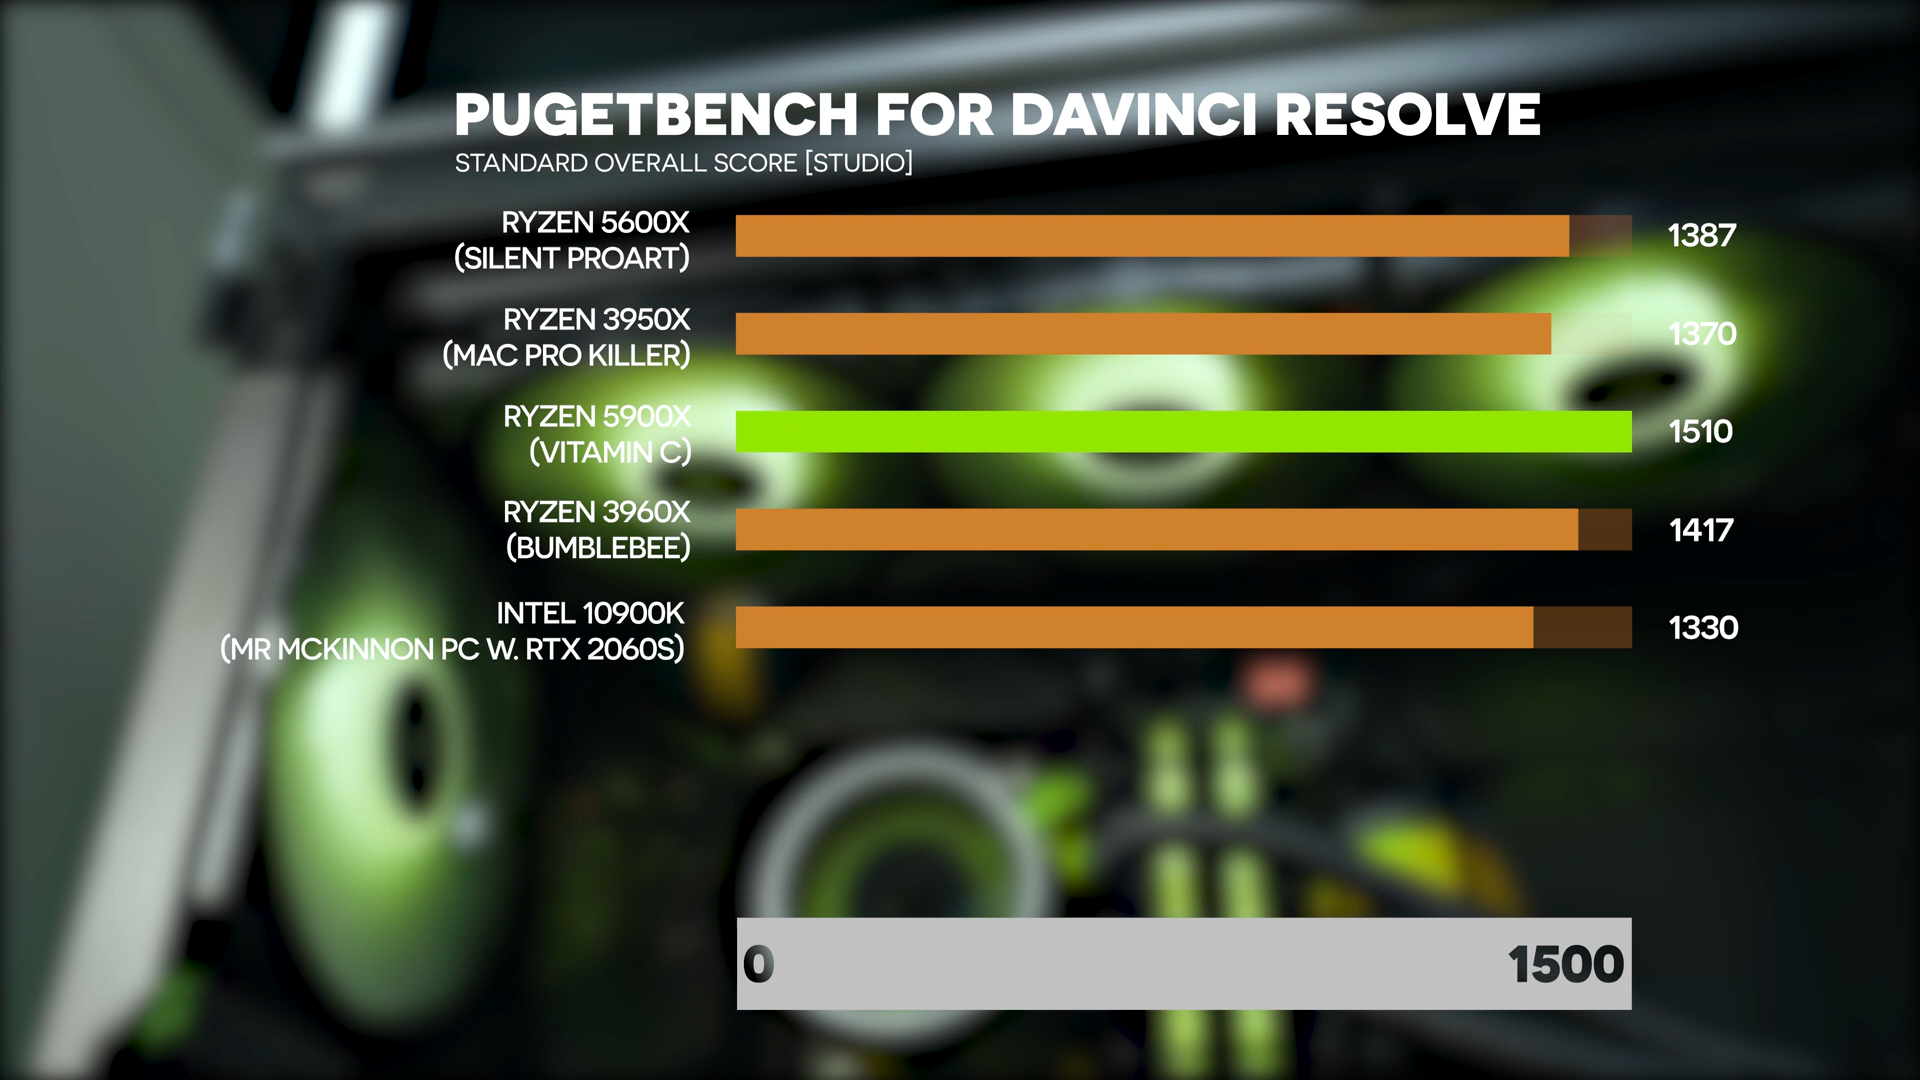 PUGETBENCH FOR DAVINCI RESOLVE
STANDARD OVERALL SCORE [STUDIO]
RYZEN 5600X
(SILENT PROART)
1387
RYZEN 3950X
(MAC PRO KILLER)
1370
RYZEN 5900X
(VITAMIN C)
1510
RYZEN 3960X
(BUMBLEBEE)
1417
INTEL 10900K
(MR MCKINNON PC W. RTX 2060S)
1330
0 1500